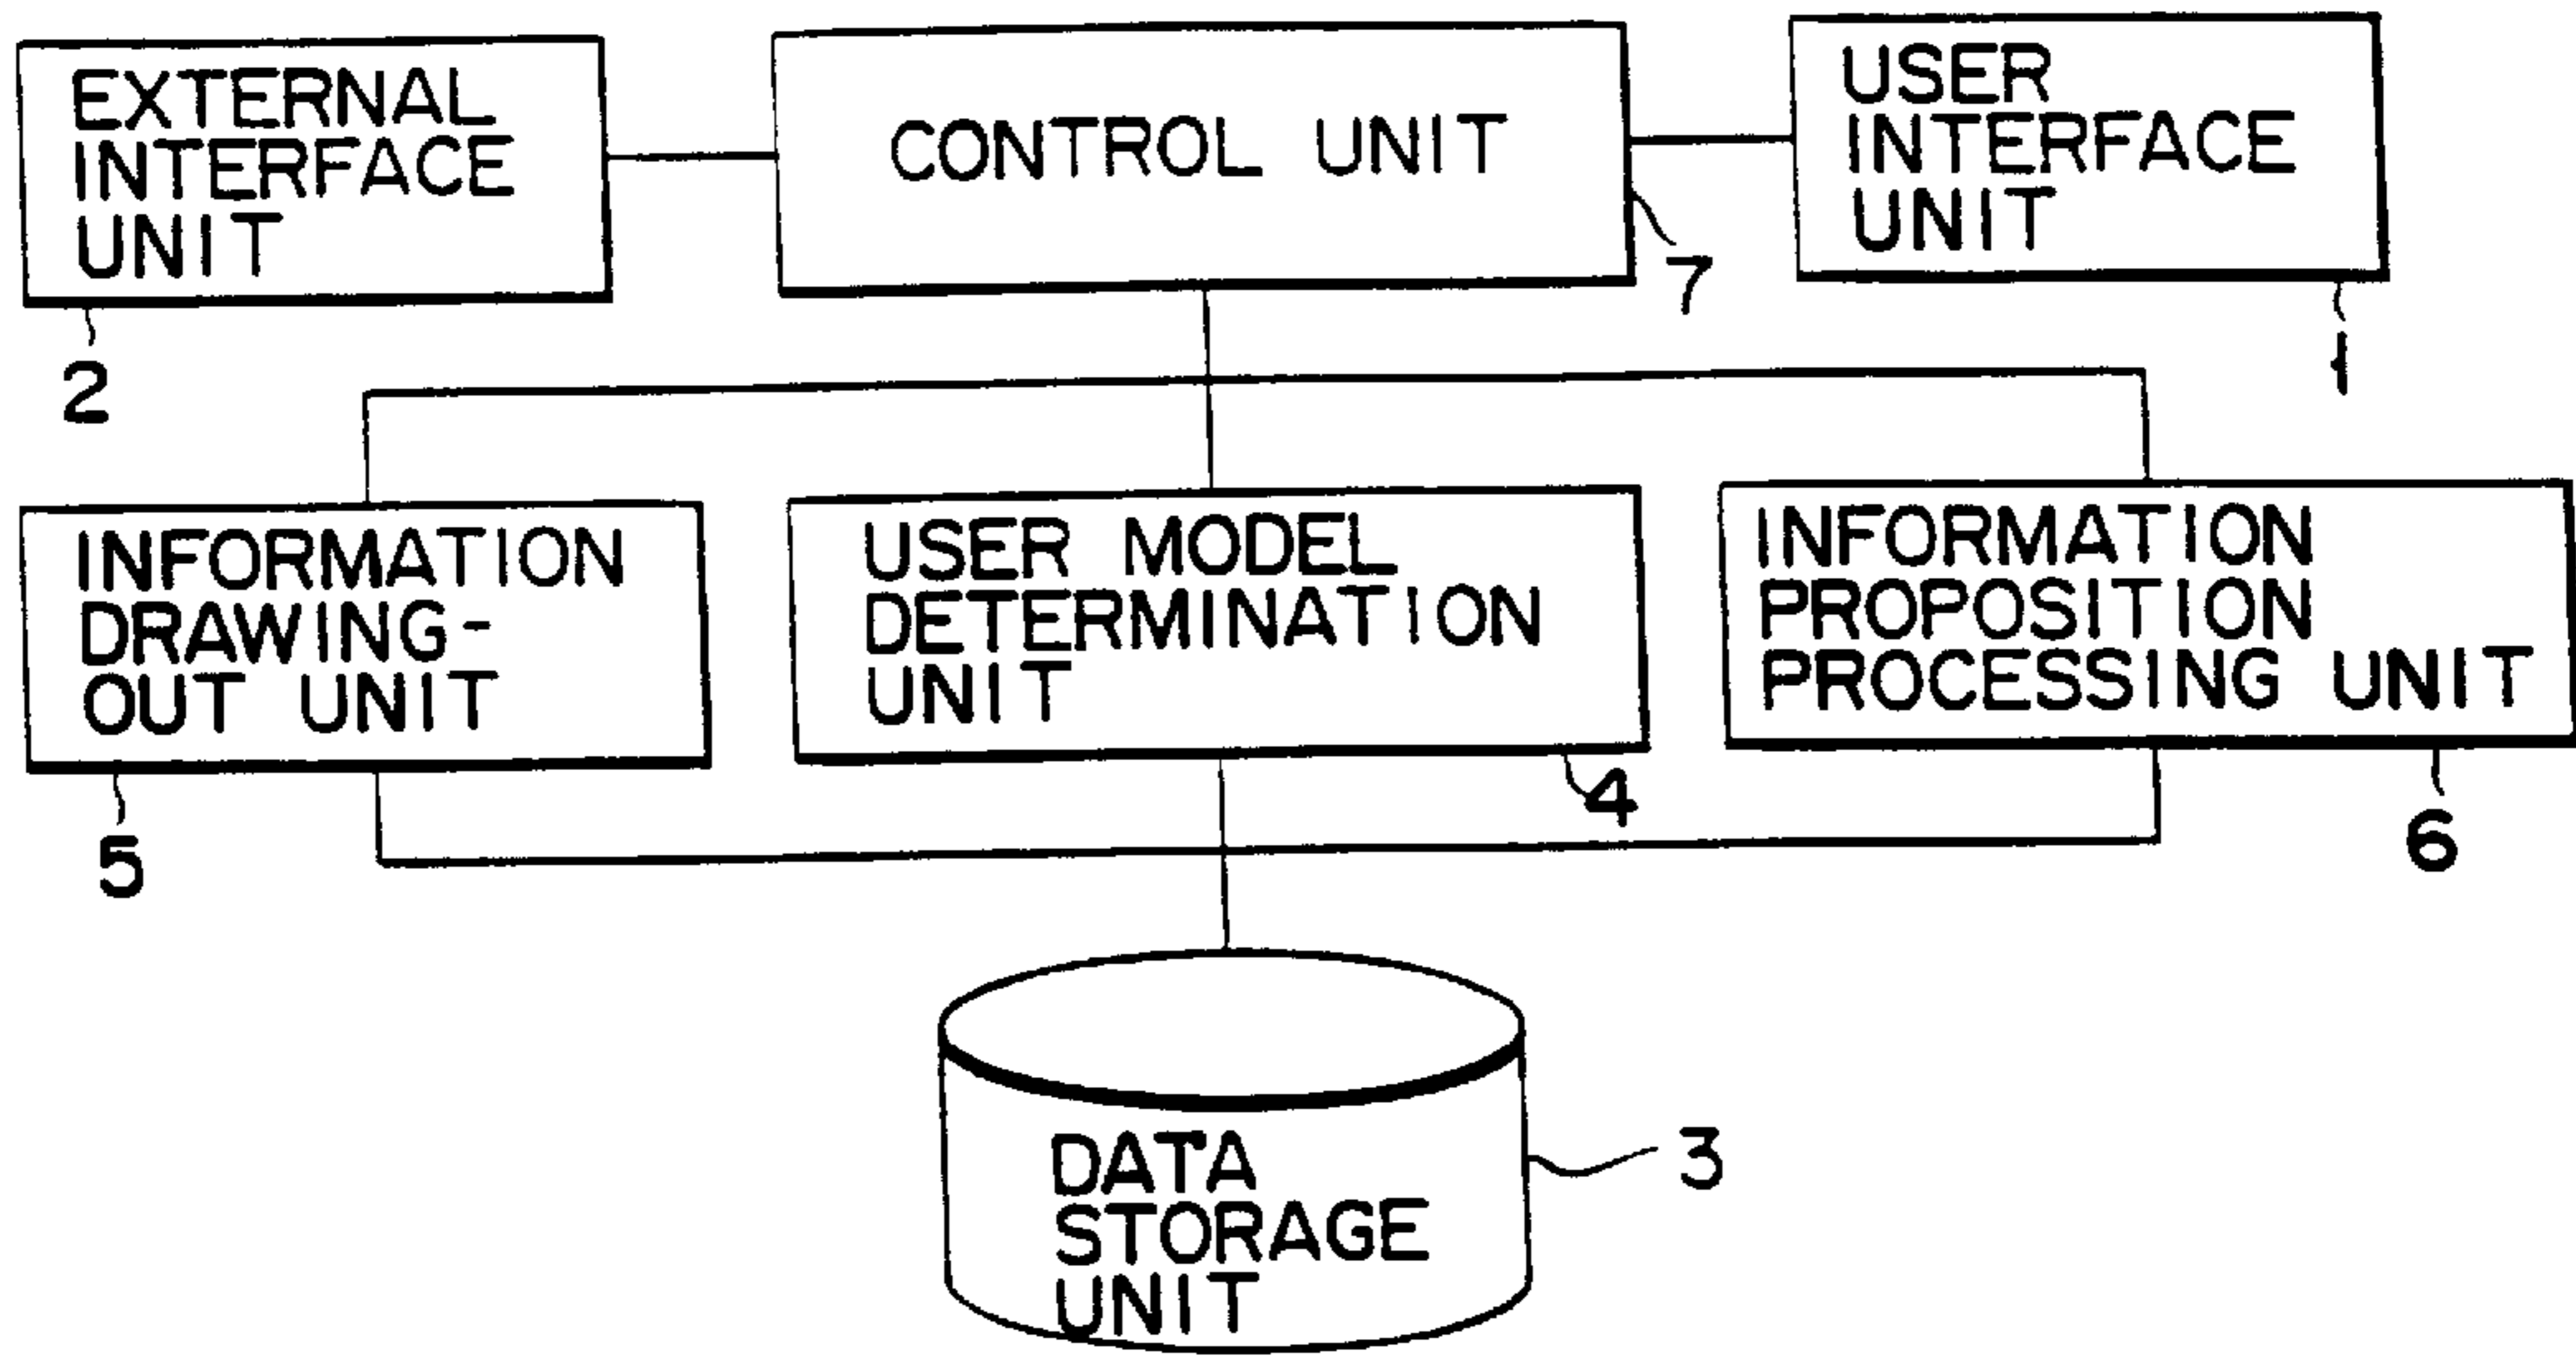 EXTERNAL
INTERFACE
UNIT
2
CONTROL UNIT
7
USER
INTERFACE
UNIT
1
INFORMATION
DRAWING-
OUT UNIT
5
USER MODEL
DETERMINATION
UNIT
4
INFORMATION
PROPOSITION
PROCESSING UNIT
6
DATA
STORAGE
UNIT
3